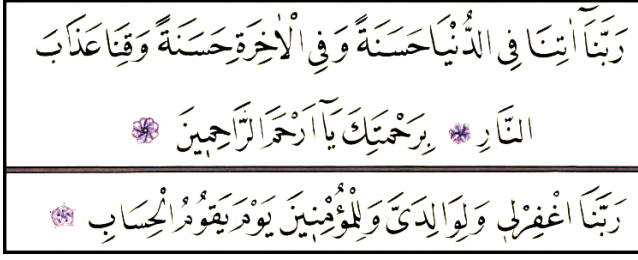 رَبَّنَآ اٰتِنَا فِي الدُّنْيَا حَسَنَةً وَفِي الْاٰخِرَةِ حَسَنَةً وَقِنَا عَذَابَ
النَّارِ بِرَحْمَتِكَ يَآ اَرْحَمَ الرَّاحِمٖينَ
رَبَّنَا اغْفِرْلٖي وَلِوَالِدَيَّ وَلِلْمُؤْمِنٖينَ يَوْمَ يَقُومُ الْحِسَابِ